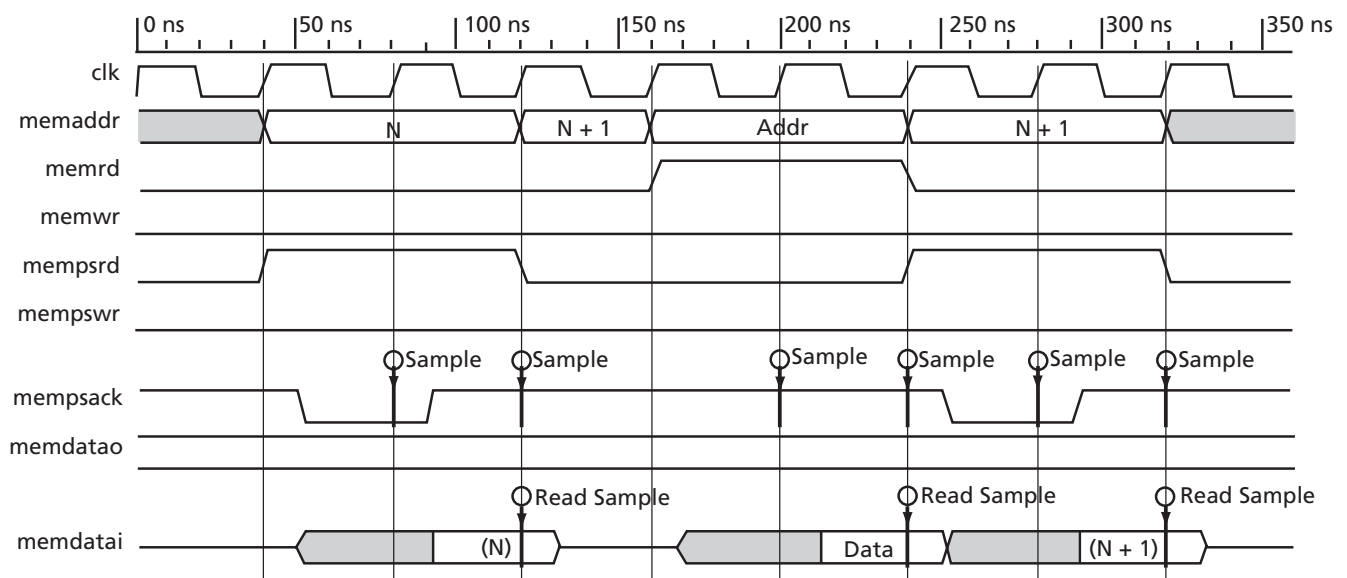 0 ns 50 ns 100 ns 150 ns 200 ns 250 ns 300 ns 350 ns
clk
memaddr N N + 1 Addr N + 1
memrd
memwr
mempsrd
mempswr
Sample Sample Sample Sample Sample Sample
mempsack
memdatao
Read Sample Read Sample Read Sample
memdatai (N) Data (N + 1)